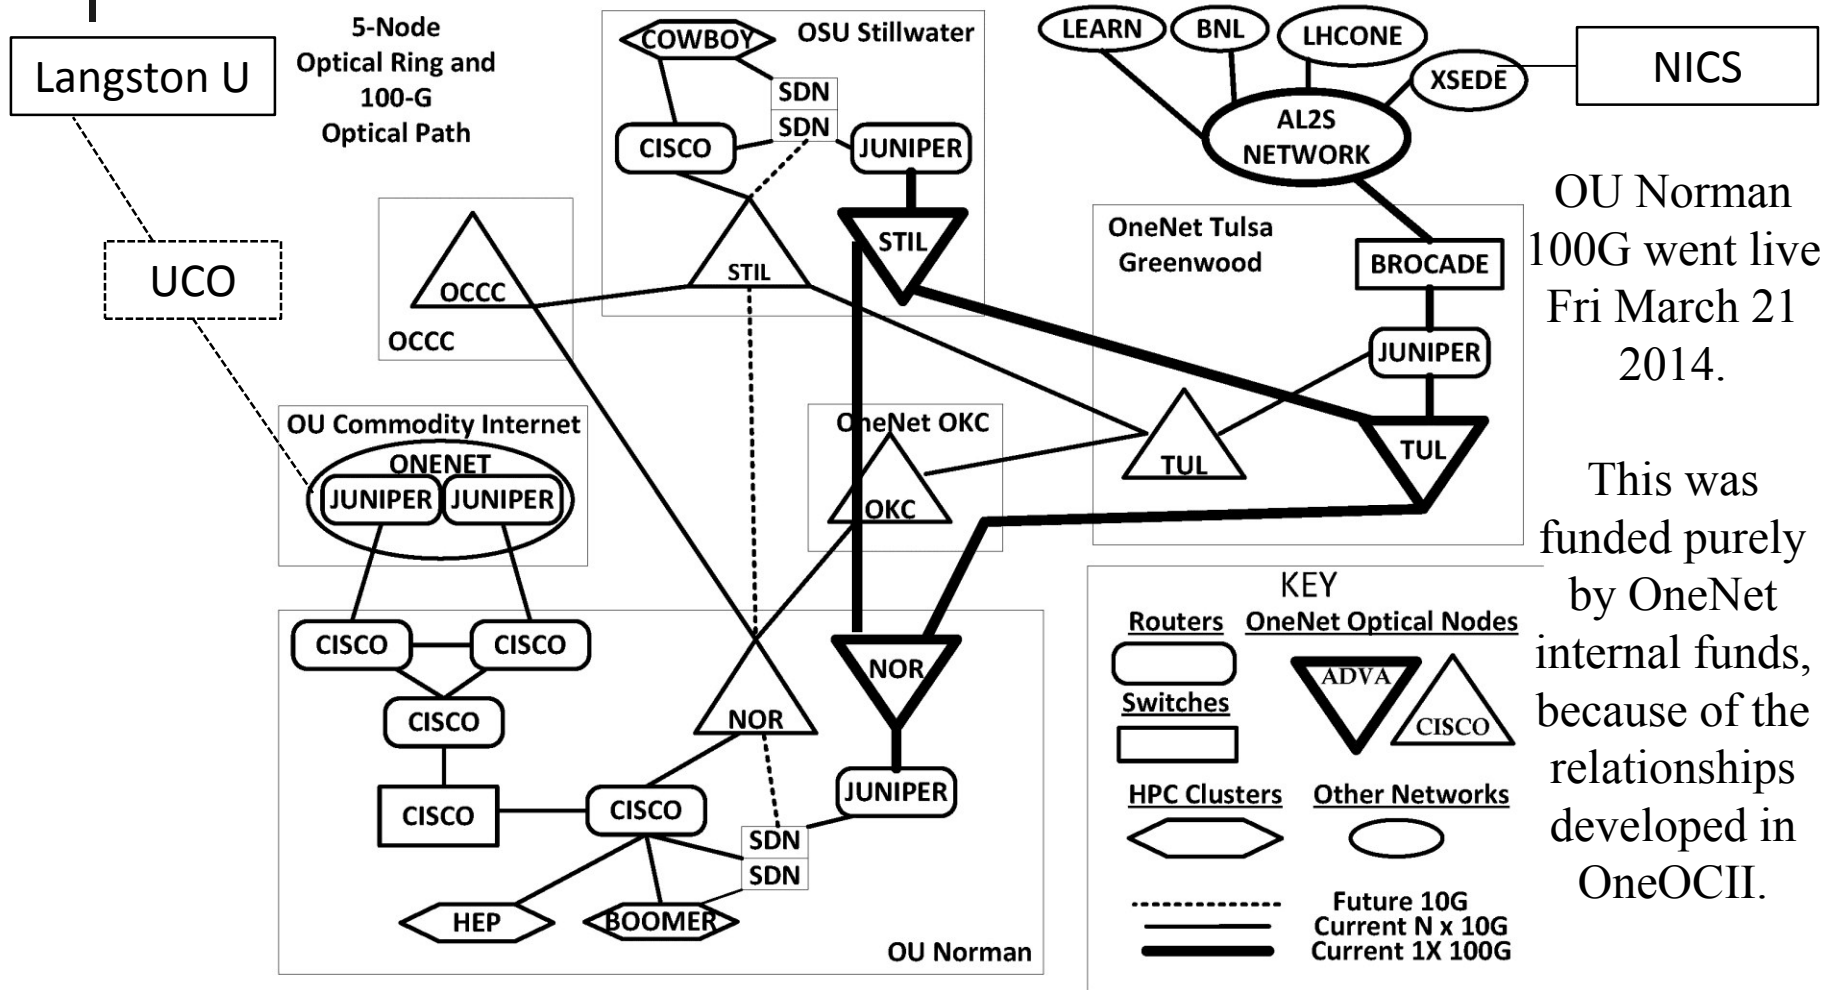 Langston U
5-Node
Optical Ring and
100-G
Optical Path
COWBOY
OSU Stillwater
SDN
SDN
CISCO
JUNIPER
STIL
STIL
LEARN
BNL
LHCONE
XSEDE
NICS
AL2S
NETWORK
UCO
OCCC
OCCC
OneNet Tulsa
Greenwood
BROCADE
JUNIPER
TUL
TUL
OU Norman
100G went live
Fri March 21
2014.
This was
funded purely
by OneNet
internal funds,
because of the
relationships
developed in
OneOCII.
OU Commodity Internet
ONENET
JUNIPER
JUNIPER
OneNet OKC
OKC
CISCO
CISCO
CISCO
CISCO
CISCO
NOR
NOR
JUNIPER
SDN
SDN
HEP
BOOMER
OU Norman
KEY
Routers
OneNet Optical Nodes
ADVA
CISCO
Switches
HPC Clusters
Other Networks
Future 10G
Current N x 10G
Current 1X 100G